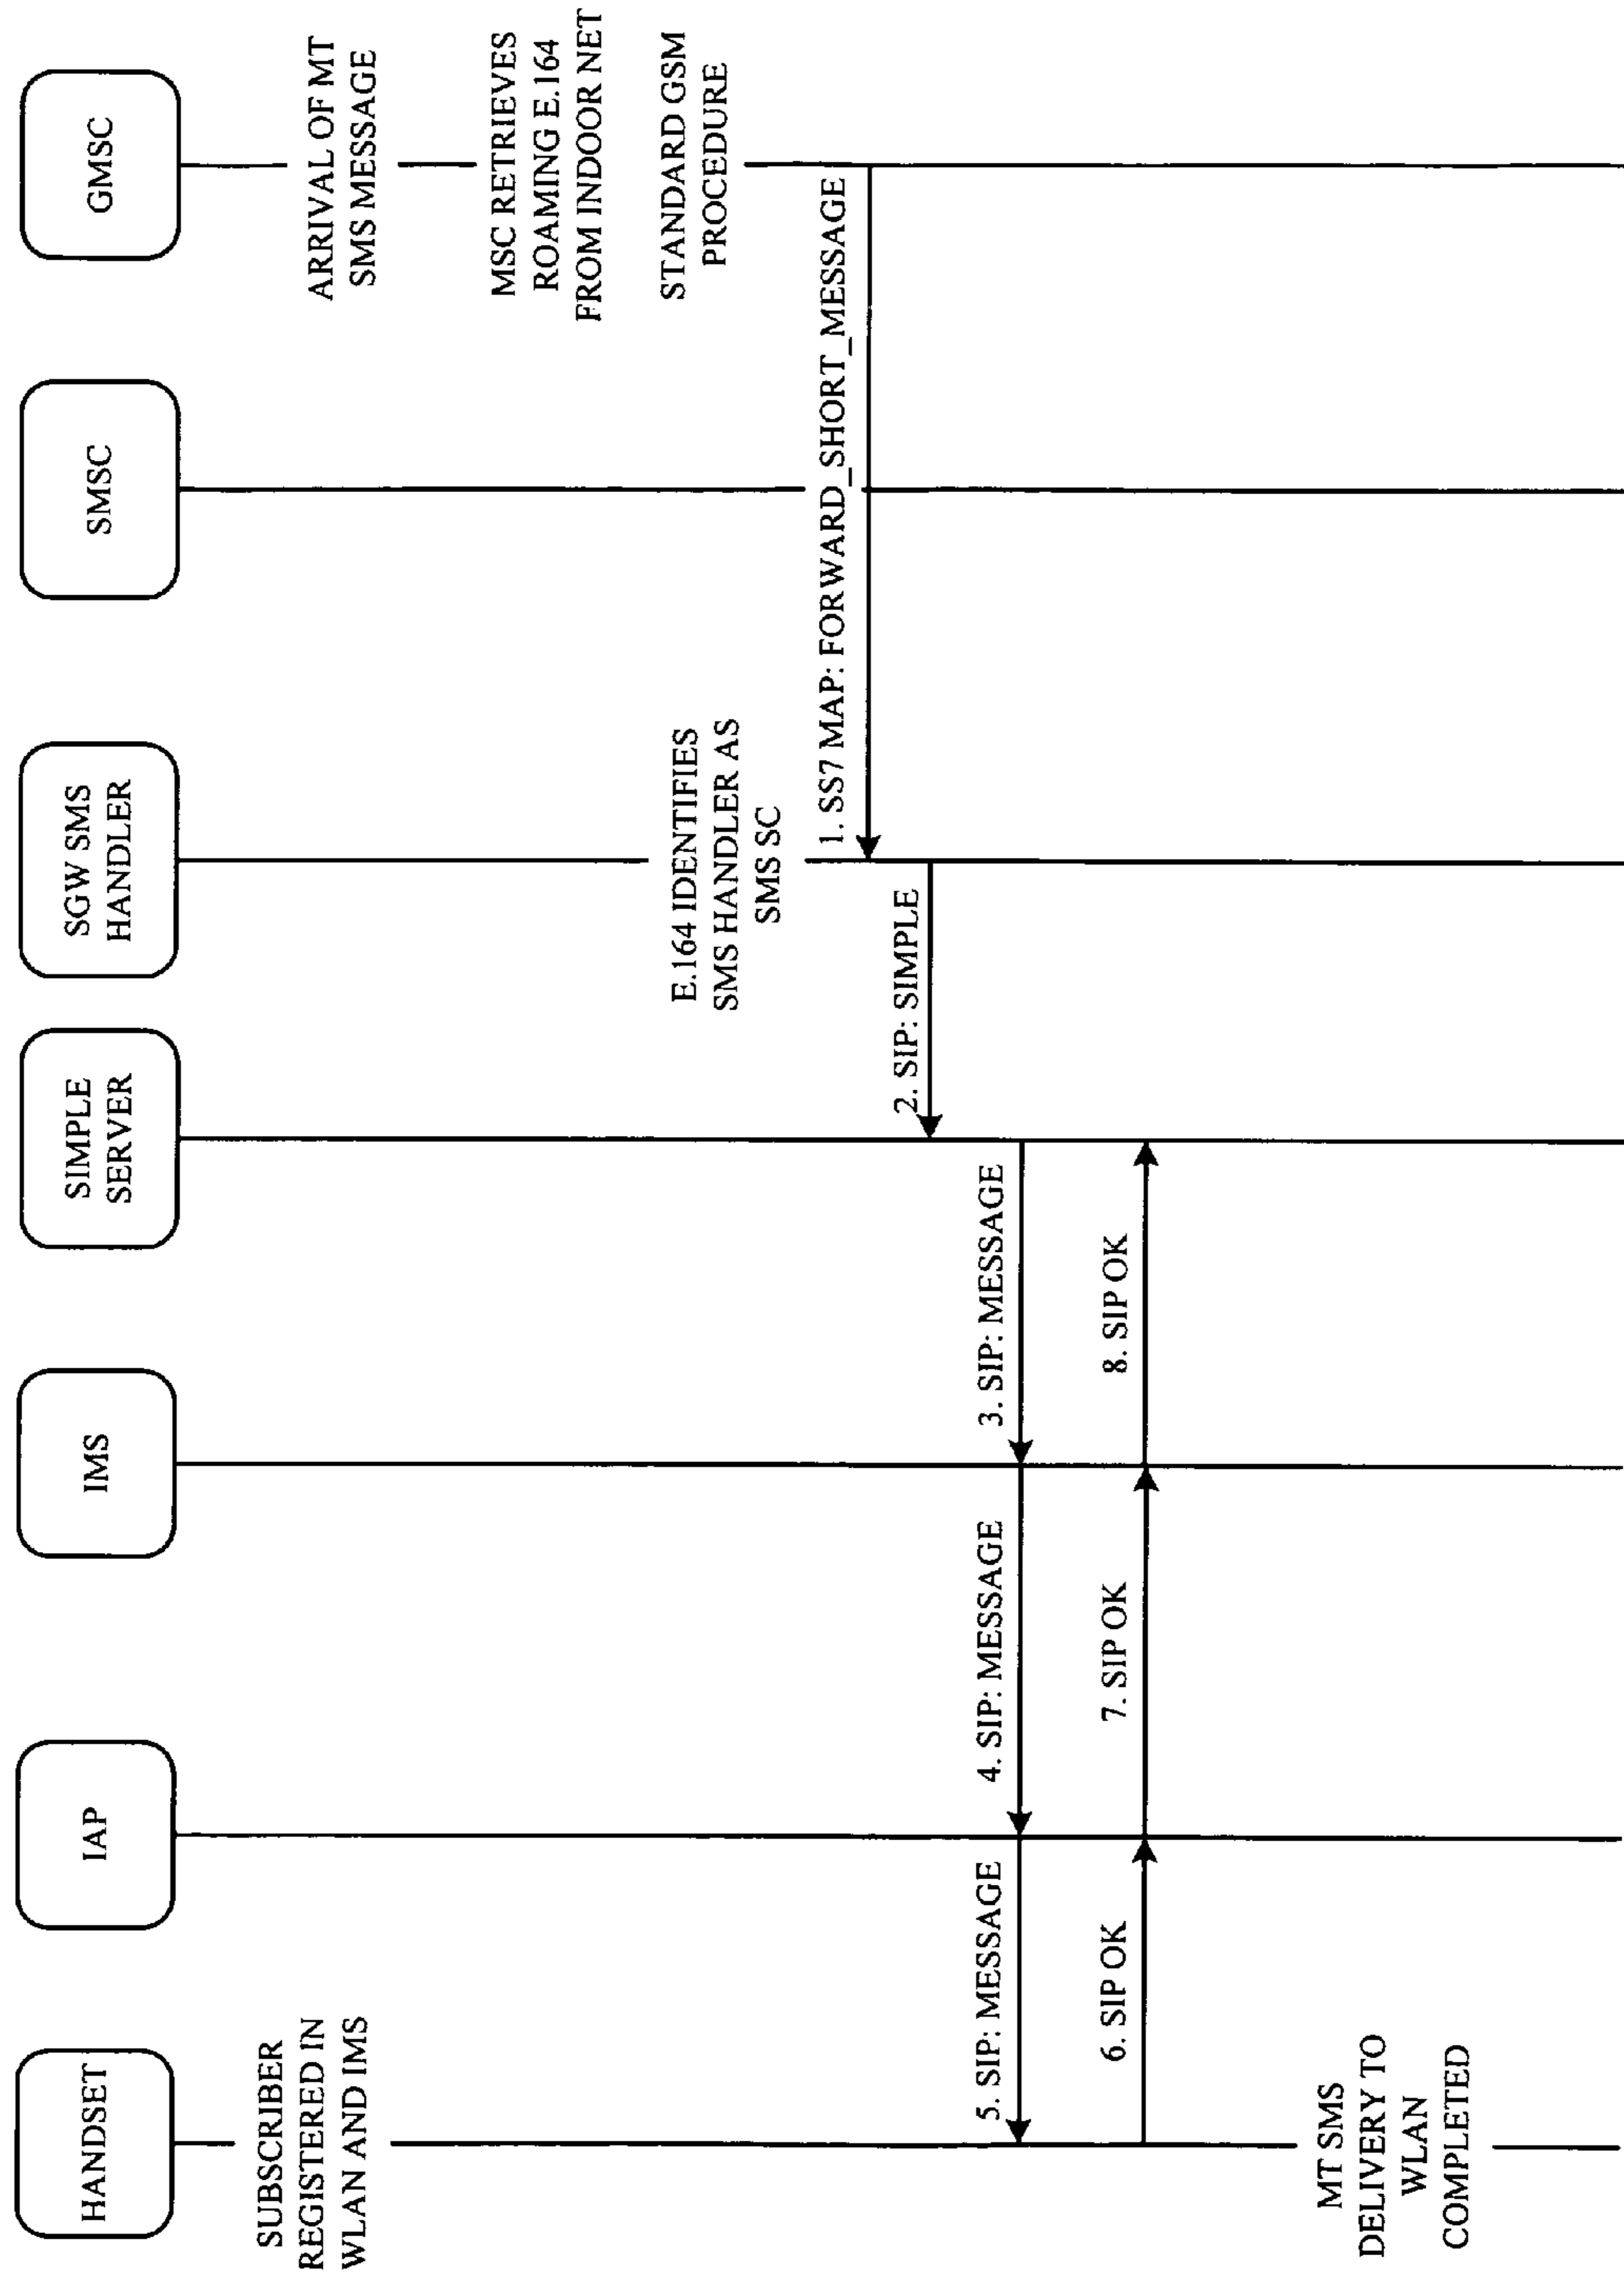 HANDSET
IAP
IMS
SIMPLE
SERVER
SGW SMS
HANDLER
SMSC
GMSC
SUBSCRIBER
REGISTERED IN
WLAN AND IMS
ARRIVAL OF MT
SMS MESSAGE
MSC RETRIEVES
ROAMING E.164
FROM INDOOR NET
STANDARD GSM
PROCEDURE
E.164 IDENTIFIES
SMS HANDLER AS
SMS SC
1. SS7 MAP: FORWARD_SHORT_MESSAGE
2. SIP: SIMPLE
3. SIP: MESSAGE
4. SIP: MESSAGE
5. SIP: MESSAGE
6. SIP OK
7. SIP OK
8. SIP OK
MT SMS
DELIVERY TO
WLAN
COMPLETED